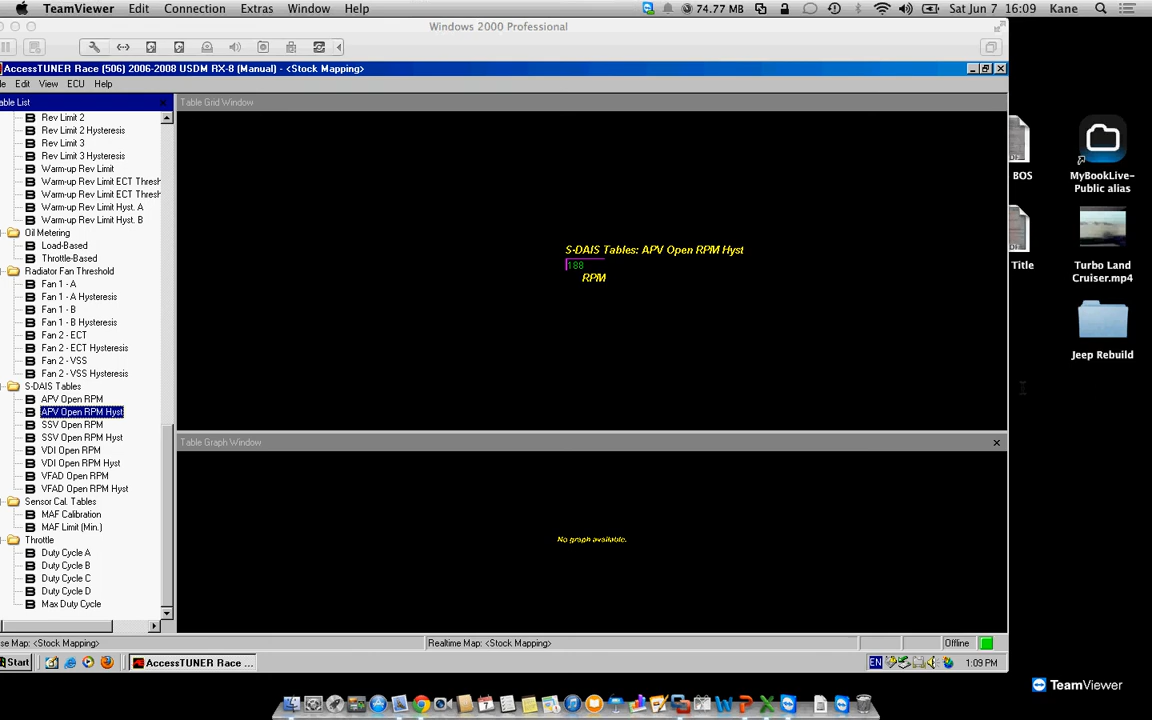 TeamViewer Edit Connection Extras Window Help 74.77 MB Sat Jun 7 16:09 Kane
Windows 2000 Professional
AccessTUNER Race (506) 2006-2008 USDM RX-8 (Manual) - <Stock Mapping>
le Edit View ECU Help
able List
Table Grid Window
Rev Limit 2
Rev Limit 2 Hysteresis
Rev Limit 3
Rev Limit 3 Hysteresis
Warm-up Rev Limit
Warm-up Rev Limit ECT Thresh
Warm-up Rev Limit ECT Thresh
Warm-up Rev Limit Hyst. A
Warm-up Rev Limit Hyst. B
Oil Metering
Load-Based
Throttle-Based
Radiator Fan Threshold
Fan 1 - A
Fan 1 - A Hysteresis
Fan 1 - B
Fan 1 - B Hysteresis
Fan 2 - ECT
Fan 2 - ECT Hysteresis
Fan 2 - VSS
Fan 2 - VSS Hysteresis
S-DAIS Tables
APV Open RPM
APV Open RPM Hyst
SSV Open RPM
SSV Open RPM Hyst
VDI Open RPM
VDI Open RPM Hyst
VFAD Open RPM
VFAD Open RPM Hyst
Sensor Cal. Tables
MAF Calibration
MAF Limit (Min.)
Throttle
Duty Cycle A
Duty Cycle B
Duty Cycle C
Duty Cycle D
Max Duty Cycle
S-DAIS Tables: APV Open RPM Hyst
188
RPM
Table Graph Window
No graph available.
se Map: <Stock Mapping>
Realtime Map: <Stock Mapping>
Offline
Start
AccessTUNER Race ...
EN
1:09 PM
BOS
MyBookLive-
Public alias
Title
Turbo Land
Cruiser.mp4
Jeep Rebuild
TeamViewer